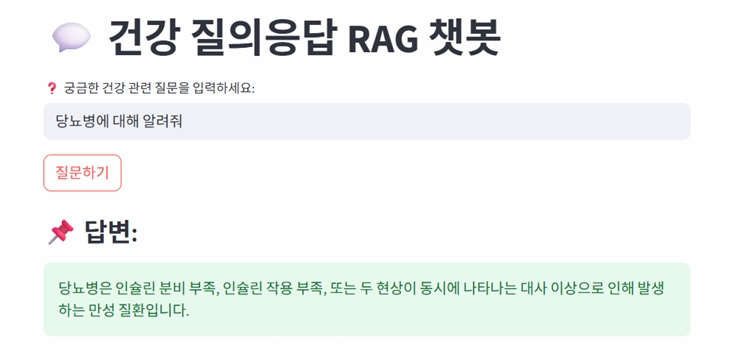 💬 건강 질의응답 RAG 챗봇
❓ 궁금한 건강 관련 질문을 입력하세요:
당뇨병에 대해 알려줘
질문하기
📌 답변:
당뇨병은 인슐린 분비 부족, 인슐린 작용 부족, 또는 두 현상이 동시에 나타나는 대사 이상으로 인해 발생
하는 만성 질환입니다.